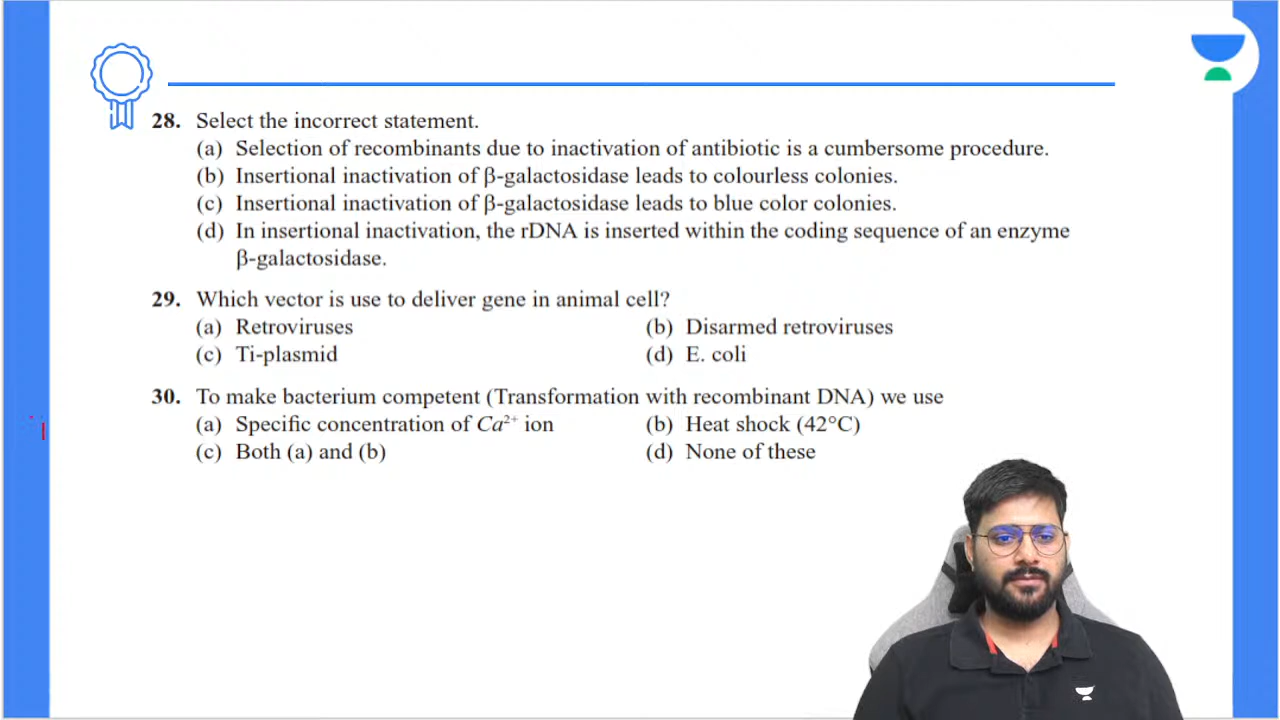 28. Select the incorrect statement.
(a) Selection of recombinants due to inactivation of antibiotic is a cumbersome procedure.
(b) Insertional inactivation of β-galactosidase leads to colourless colonies.
(c) Insertional inactivation of β-galactosidase leads to blue color colonies.
(d) In insertional inactivation, the rDNA is inserted within the coding sequence of an enzyme
β-galactosidase.
29. Which vector is use to deliver gene in animal cell?
(a) Retroviruses (b) Disarmed retroviruses
(c) Ti-plasmid (d) E. coli
30. To make bacterium competent (Transformation with recombinant DNA) we use
(a) Specific concentration of Ca²⁺ ion (b) Heat shock (42°C)
(c) Both (a) and (b) (d) None of these